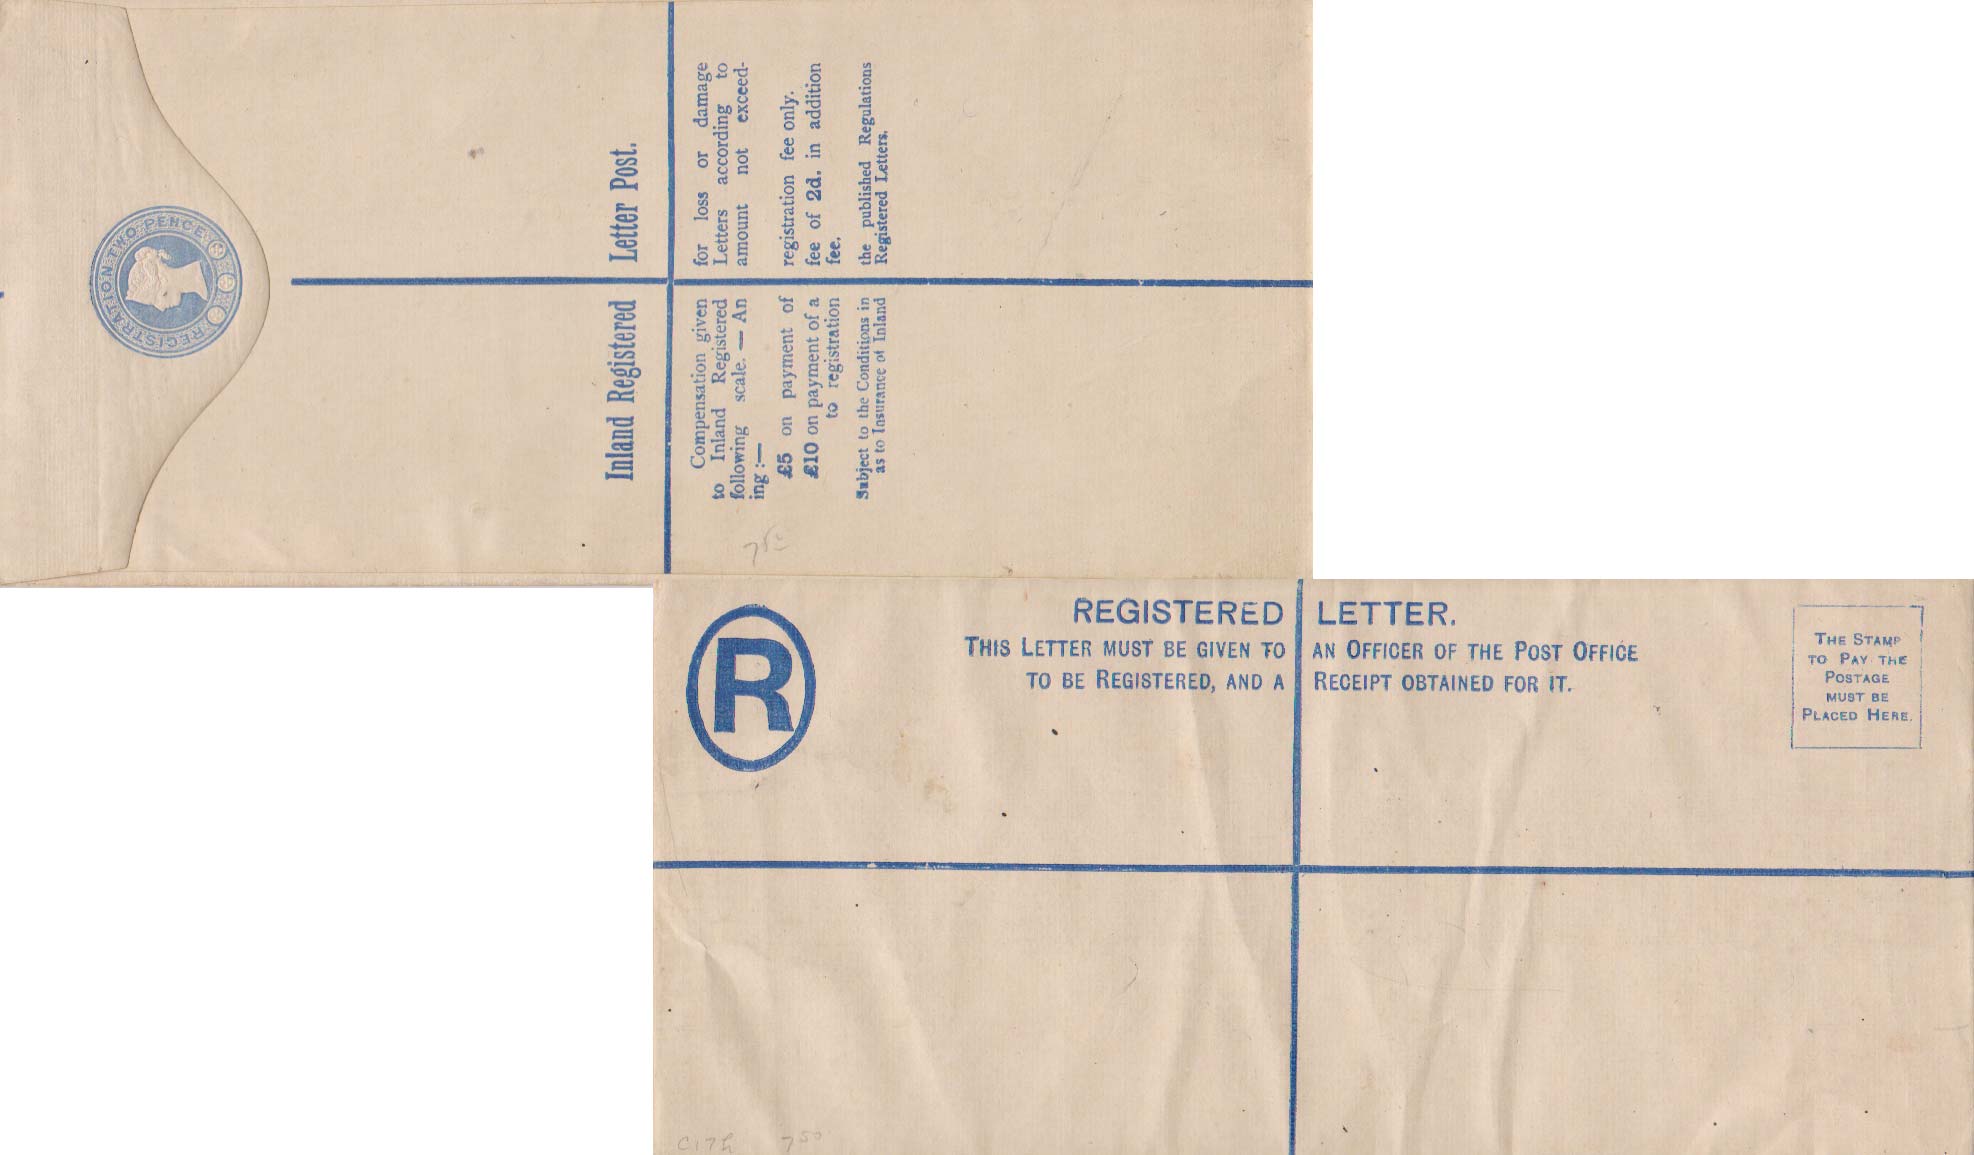 REGISTRATION TWO PENCE
Inland Registered Letter Post.
Compensation given for loss or damage
to Inland Registered Letters according to
following scale. — An amount not exceed-
ing :—
£5 on payment of registration fee only.
£10 on payment of a fee of 2d. in addition
to registration fee.
Subject to the Conditions in the published Regulations
as to Insurance of Inland Registered Letters.
REGISTERED LETTER.
THIS LETTER MUST BE GIVEN TO AN OFFICER OF THE POST OFFICE
TO BE REGISTERED, AND A RECEIPT OBTAINED FOR IT.
R
THE STAMP
TO PAY THE
POSTAGE
MUST BE
PLACED HERE.
C17h 7 50